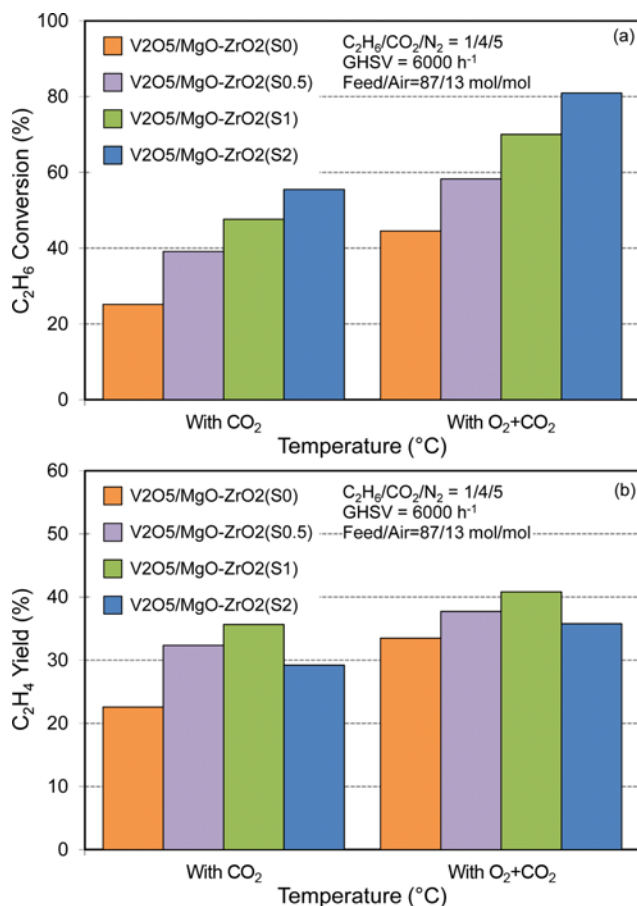 100
80
60
40
20
0
C₂H₆ Conversion (%)
V2O5/MgO-ZrO2(S0)
V2O5/MgO-ZrO2(S0.5)
V2O5/MgO-ZrO2(S1)
V2O5/MgO-ZrO2(S2)
C₂H₆/CO₂/N₂ = 1/4/5
GHSV = 6000 h⁻¹
Feed/Air=87/13 mol/mol
(a)
With CO₂
With O₂+CO₂
Temperature (°C)
60
50
40
30
20
10
0
C₂H₄ Yield (%)
V2O5/MgO-ZrO2(S0)
V2O5/MgO-ZrO2(S0.5)
V2O5/MgO-ZrO2(S1)
V2O5/MgO-ZrO2(S2)
C₂H₆/CO₂/N₂ = 1/4/5
GHSV = 6000 h⁻¹
Feed/Air=87/13 mol/mol
(b)
With CO₂
With O₂+CO₂
Temperature (°C)